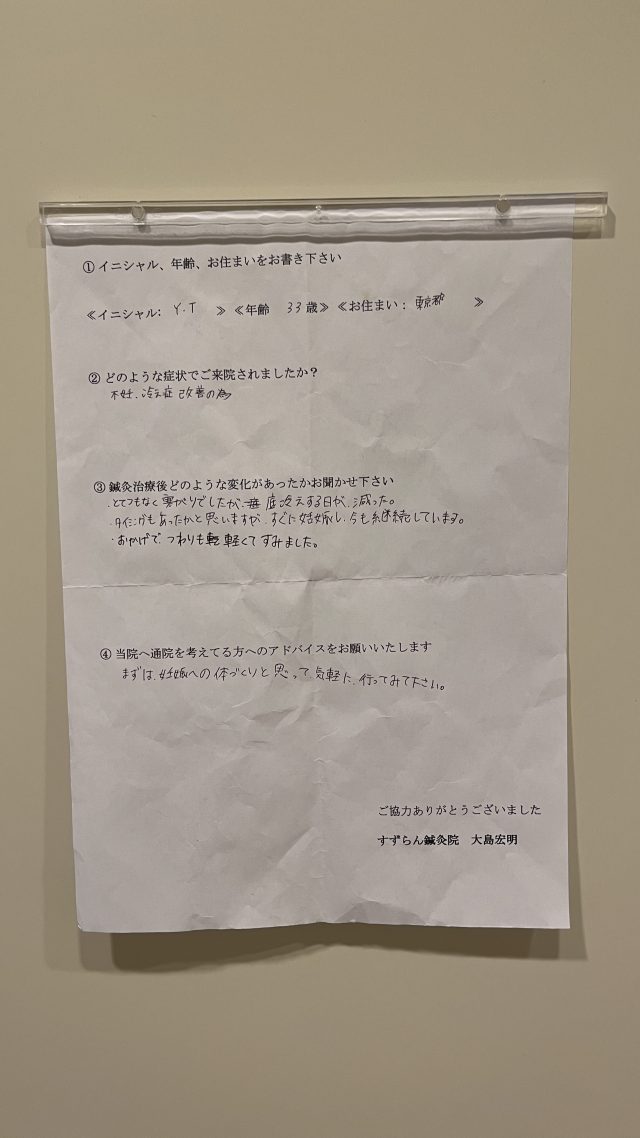 ① イニシャル、年齢、お住まいをお書き下さい
≪イニシャル: Y.T ≫ ≪年齢 33歳≫ ≪お住まい: 東京都 ≫
② どのような症状でご来院されましたか？
不妊、冷え症 改善の為
③ 鍼灸治療後どのような変化があったかお聞かせ下さい
・とてつもなく寒がりでしたが、底冷えする日が、減った。
・タイミングもあったかと思いますが、すぐに妊娠し、今も継続しています。
・おかげで、つわりも軽くてすみました。
④ 当院へ通院を考えてる方へのアドバイスをお願いいたします
まずは、妊娠への体づくりと思って、気軽に、行ってみて下さい。
ご協力ありがとうございました
すずらん鍼灸院 大島宏明